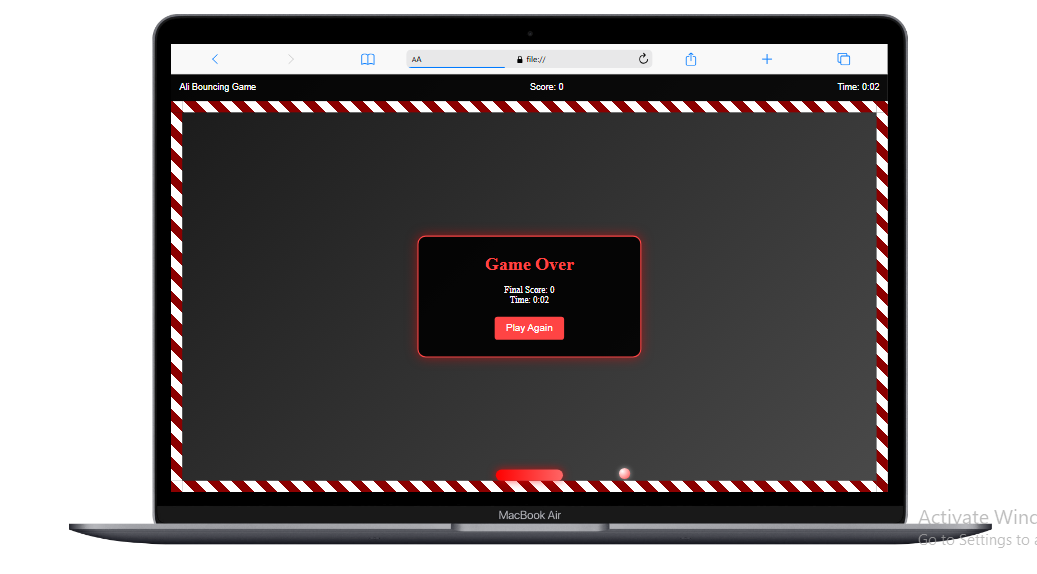 AA
file://
Ali Bouncing Game
Score: 0
Time: 0:02
Game Over
Final Score: 0
Time: 0:02
Play Again
MacBook Air
Activate
Go to Settings to